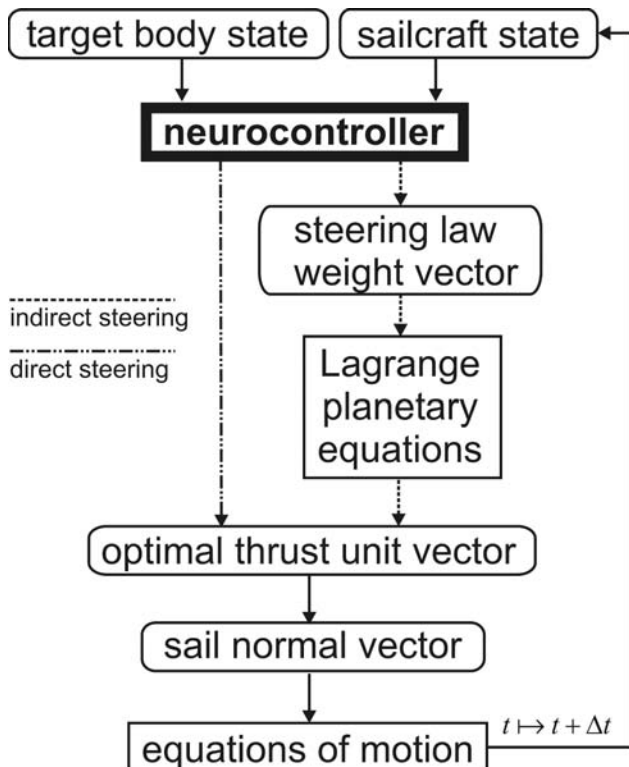 target body state
sailcraft state
neurocontroller
steering law
weight vector
indirect steering
direct steering
Lagrange
planetary
equations
optimal thrust unit vector
sail normal vector
t ↦ t + Δt
equations of motion